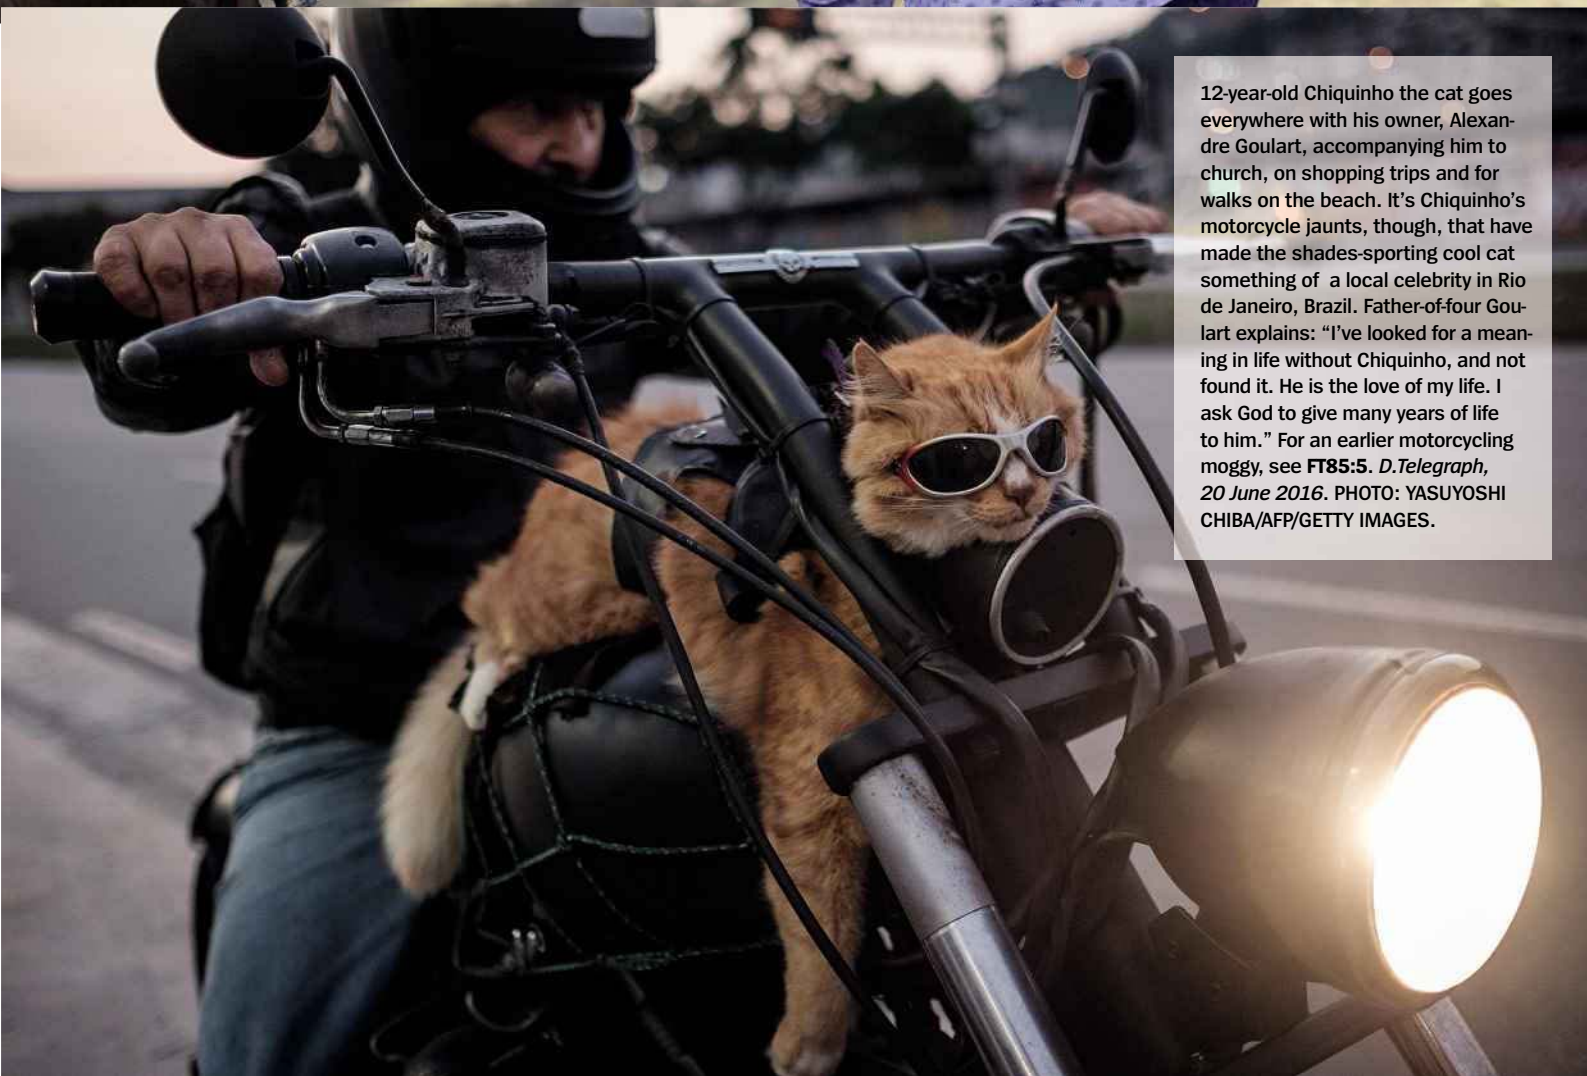 12-year-old Chiquinho the cat goes
everywhere with his owner, Alexan-
dre Goulart, accompanying him to
church, on shopping trips and for
walks on the beach. It’s Chiquinho’s
motorcycle jaunts, though, that have
made the shades-sporting cool cat
something of  a local celebrity in Rio
de Janeiro, Brazil. Father-of-four Gou-
lart explains: “I’ve looked for a mean-
ing in life without Chiquinho, and not
found it. He is the love of my life. I
ask God to give many years of life
to him.” For an earlier motorcycling
moggy, see FT85:5. D.Telegraph,
20 June 2016. PHOTO: YASUYOSHI
CHIBA/AFP/GETTY IMAGES.